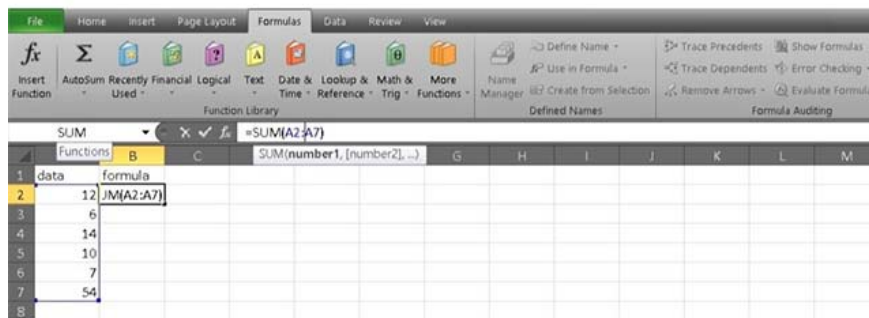 File Home Insert Page Layout Formulas Data Review View
fx Σ ? A θ Define Name Trace Precedents Show Formulas
Insert AutoSum Recently Financial Logical Text Date & Lookup & Math & More Name Use in Formula Trace Dependents Error Checking
Function Used Time Reference Trig Functions Manager Create from Selection Remove Arrows Evaluate Formula
Function Library Defined Names Formula Auditing
SUM fx =SUM(A2:A7)
Functions SUM(number1, [number2], ...)
B C G H I J K L M
1 data formula
2 12 JM(A2:A7)
3 6
4 14
5 10
6 7
7 54
8